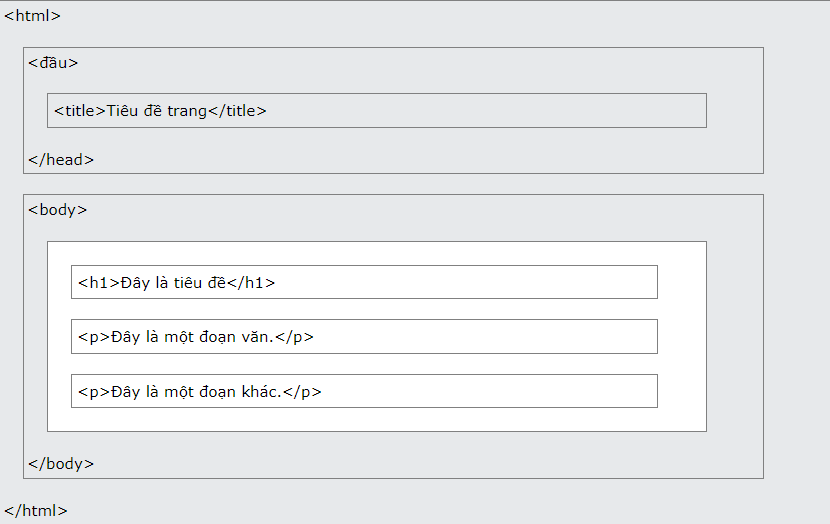 <html>
<đầu>
<title>Tiêu đề trang</title>
</head>
<body>
<h1>Đây là tiêu đề</h1>
<p>Đây là một đoạn văn.</p>
<p>Đây là một đoạn khác.</p>
</body>
</html>